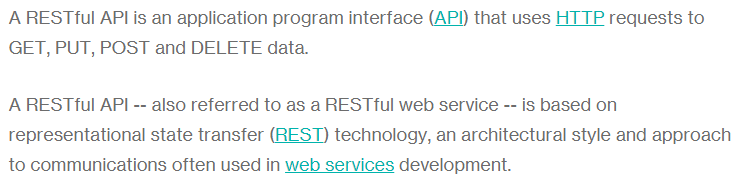 A RESTful API is an application program interface (API) that uses HTTP requests to
GET, PUT, POST and DELETE data.
A RESTful API -- also referred to as a RESTful web service -- is based on
representational state transfer (REST) technology, an architectural style and approach
to communications often used in web services development.